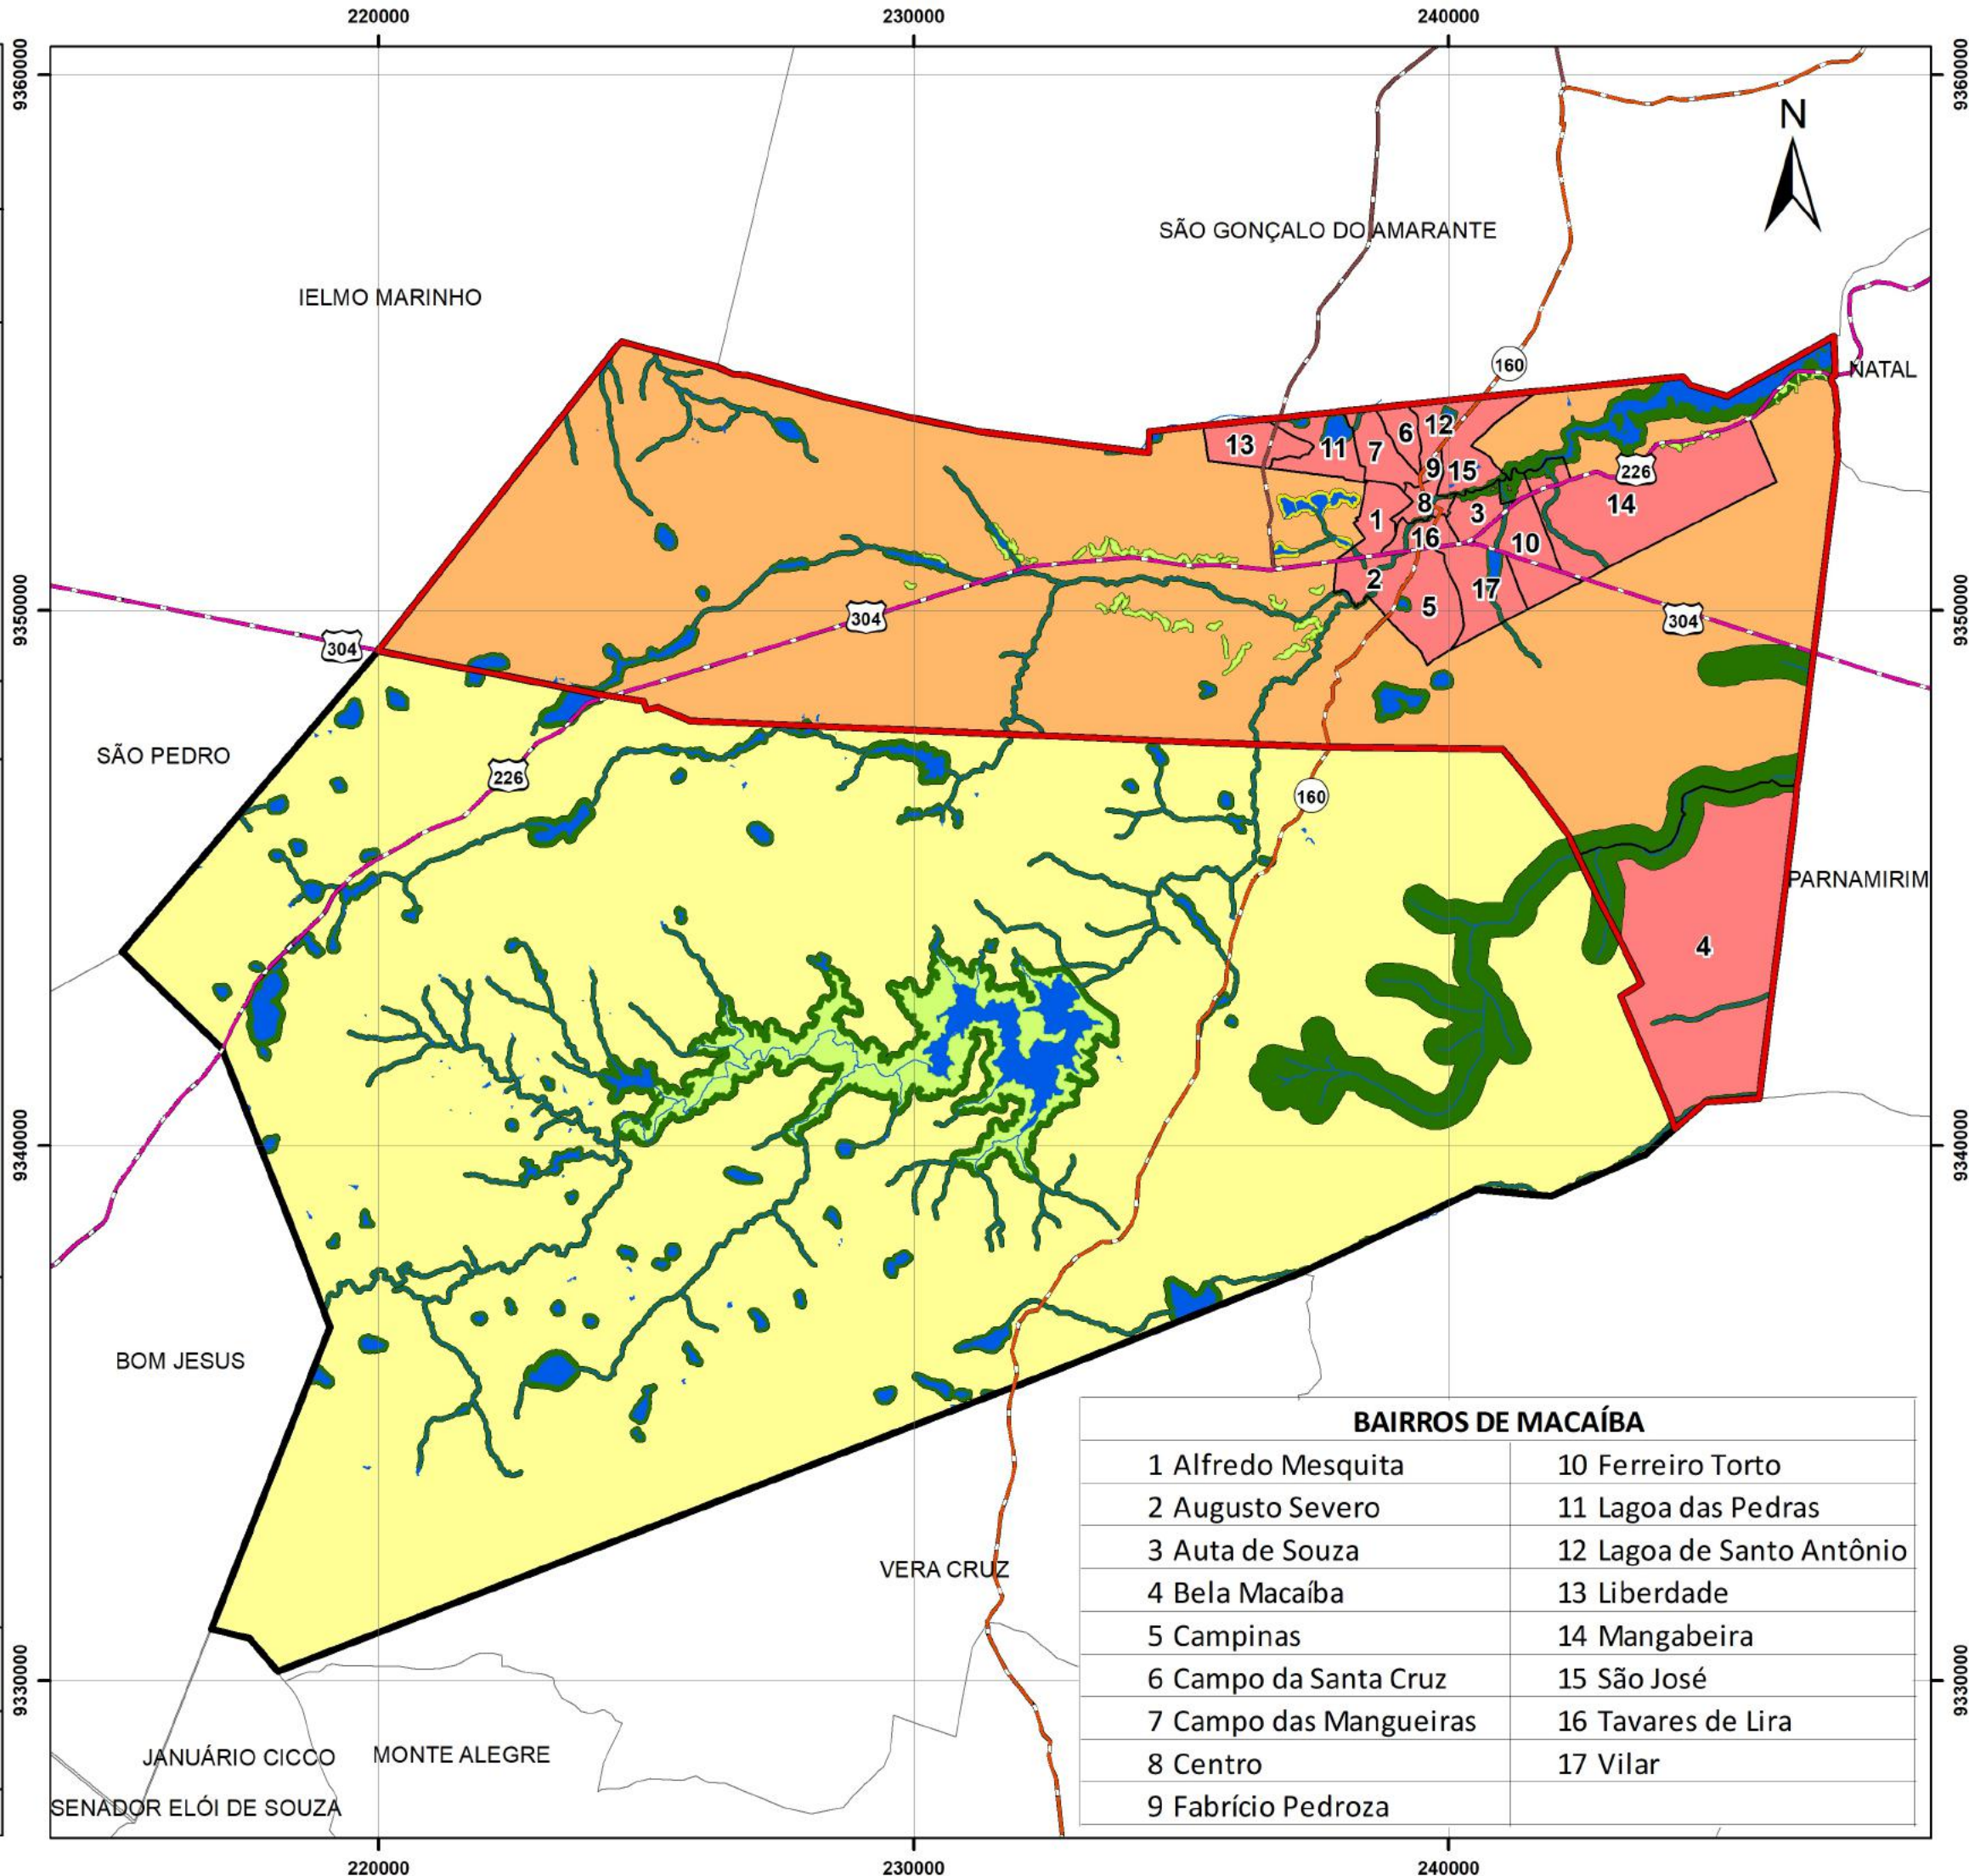 220000
230000
240000
9360000
9360000
N
SÃO GONÇALO DO AMARANTE
IELMO MARINHO
160
NATAL
12
6
13
11
7
9
15
226
14
8
1
3
16
10
2
17
5
9350000
9350000
304
304
304
SÃO PEDRO
226
160
PARNAMIRIM
4
9340000
9340000
BOM JESUS
VERA CRUZ
BAIRROS DE MACAÍBA
1 Alfredo Mesquita
10 Ferreiro Torto
2 Augusto Severo
11 Lagoa das Pedras
3 Auta de Souza
12 Lagoa de Santo Antônio
4 Bela Macaíba
13 Liberdade
5 Campinas
14 Mangabeira
6 Campo da Santa Cruz
15 São José
7 Campo das Mangueiras
16 Tavares de Lira
8 Centro
17 Vilar
9 Fabrício Pedroza
9330000
9330000
JANUÁRIO CICCO
MONTE ALEGRE
SENADOR ELÓI DE SOUZA
220000
230000
240000